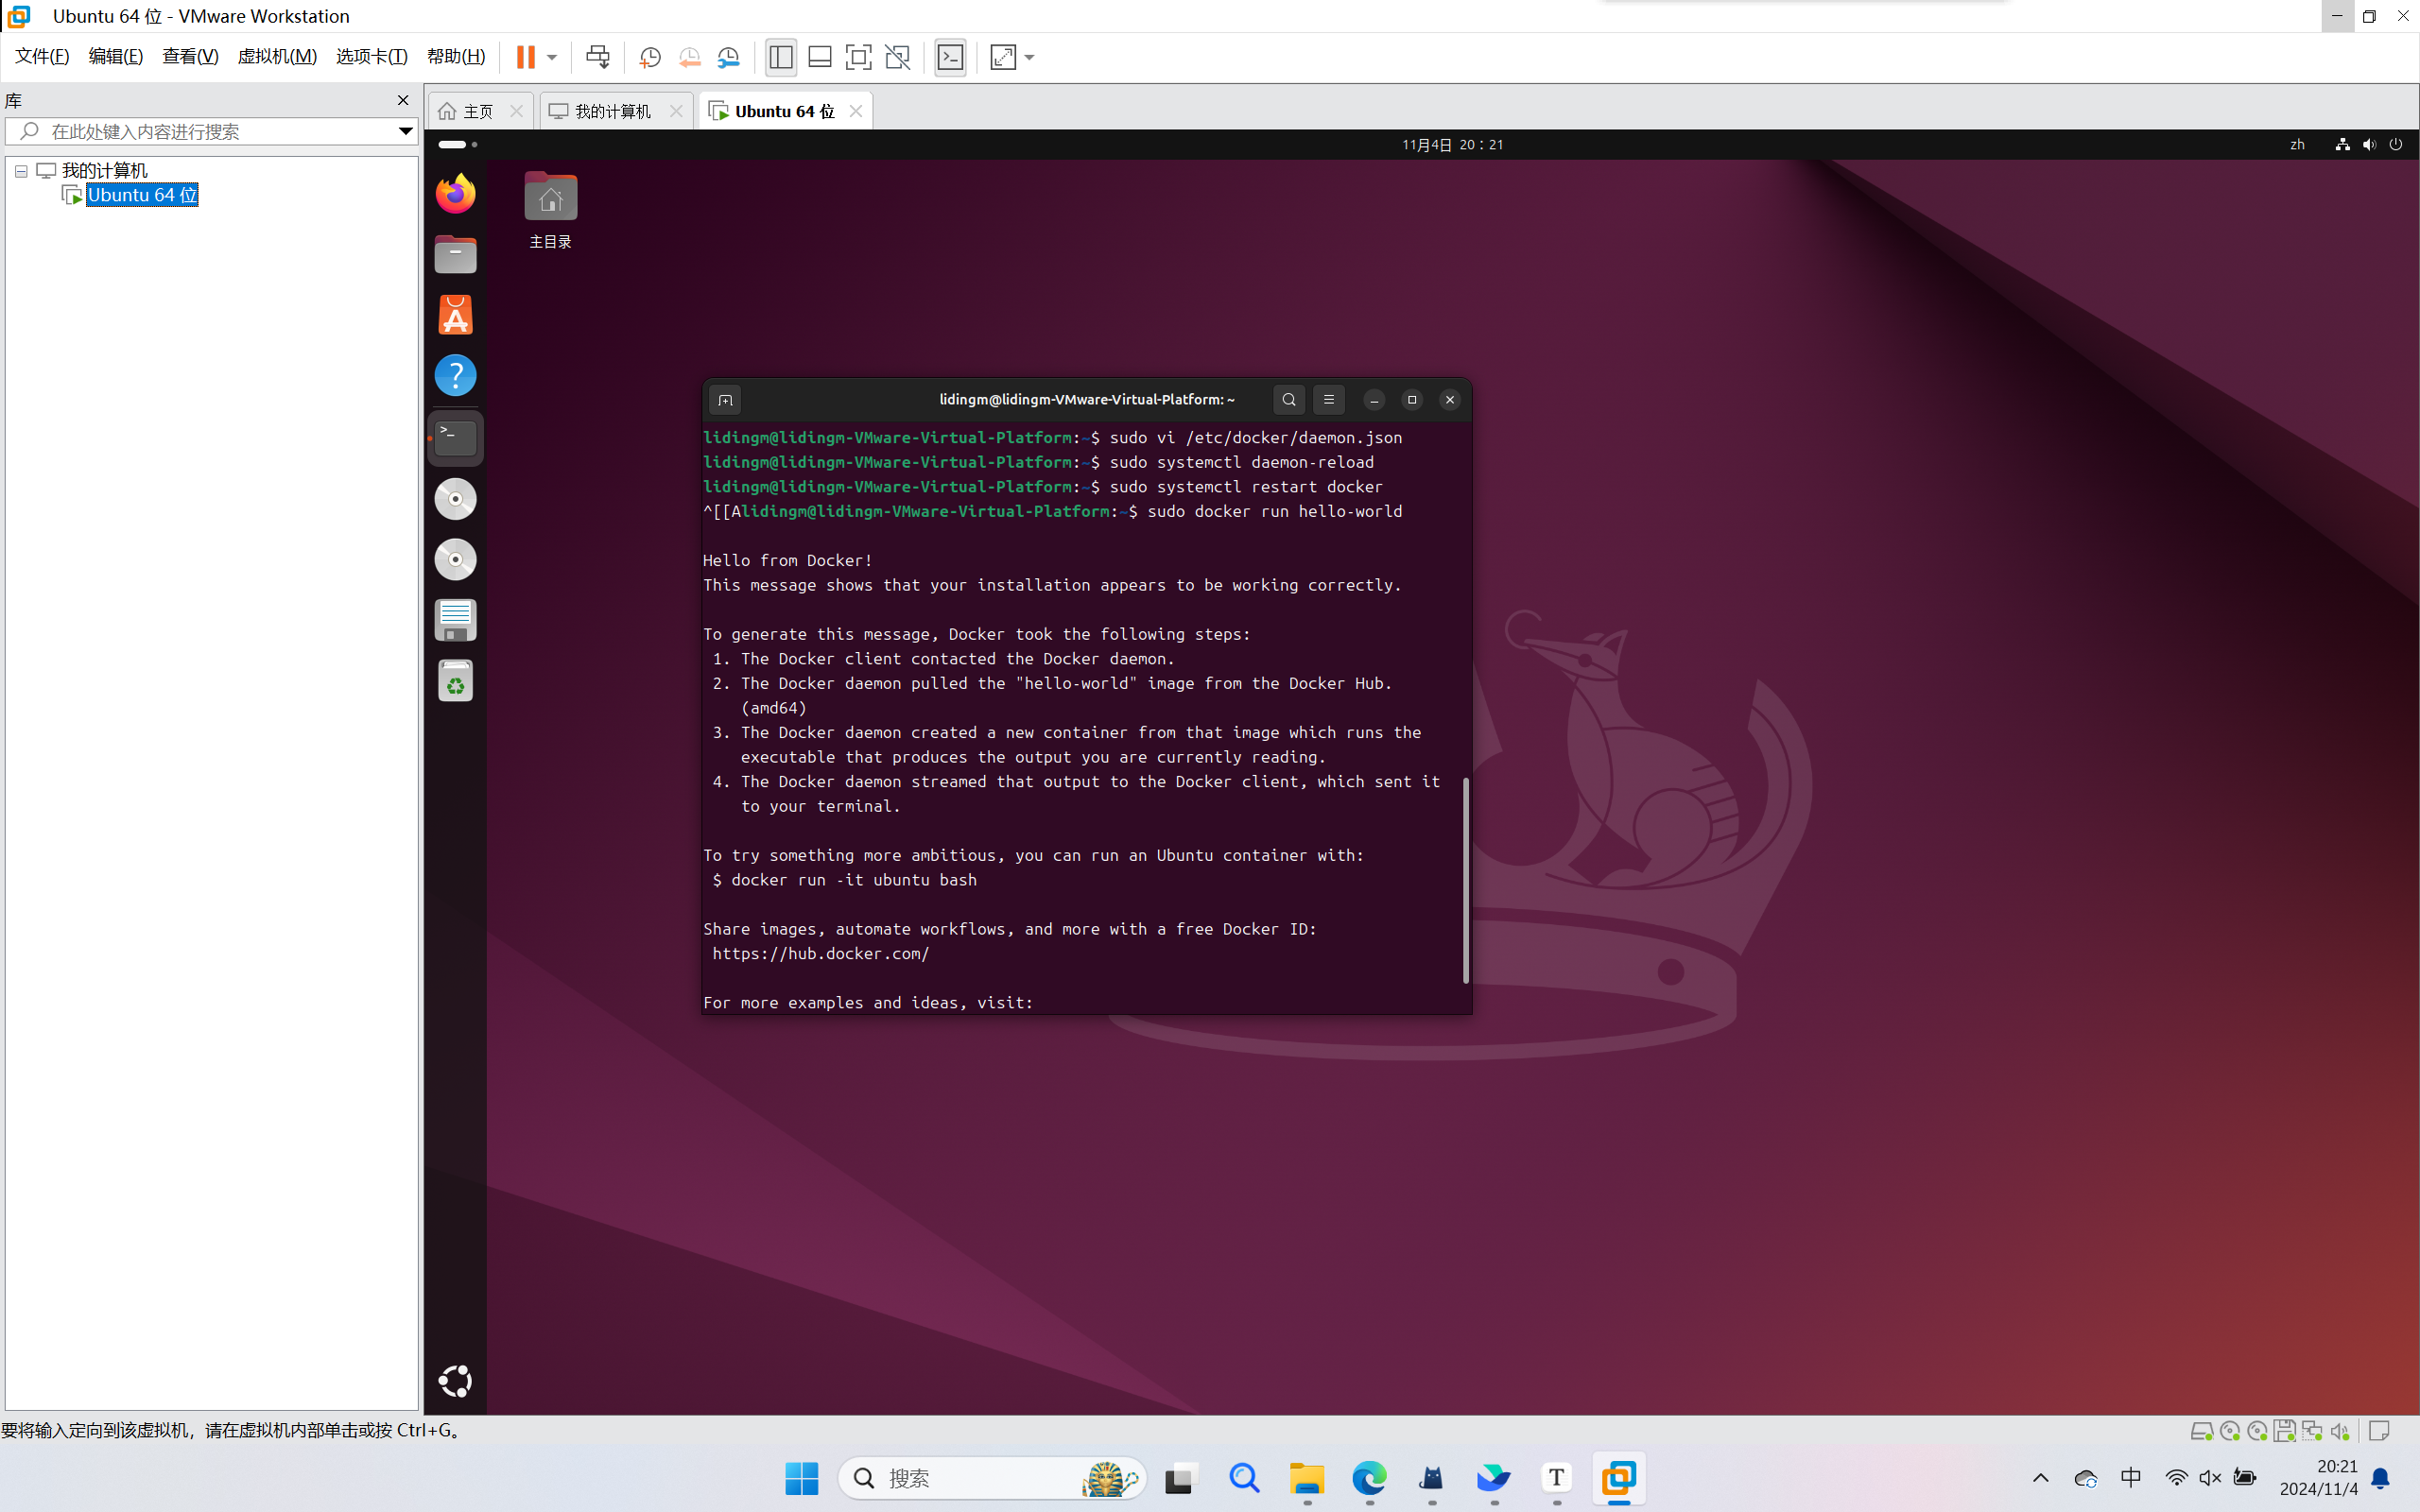 Ubuntu 64 位 - VMware Workstation
文件(F) 编辑(E) 查看(V) 虚拟机(M) 选项卡(T) 帮助(H)
库
在此处键入内容进行搜索
我的计算机
Ubuntu 64 位
主页 我的计算机 Ubuntu 64 位
11月4日 20：21
zh
主目录
lidingm@lidingm-VMware-Virtual-Platform: ~
lidingm@lidingm-VMware-Virtual-Platform:~$ sudo vi /etc/docker/daemon.json
lidingm@lidingm-VMware-Virtual-Platform:~$ sudo systemctl daemon-reload
lidingm@lidingm-VMware-Virtual-Platform:~$ sudo systemctl restart docker
^[[Alidingm@lidingm-VMware-Virtual-Platform:~$ sudo docker run hello-world
Hello from Docker!
This message shows that your installation appears to be working correctly.
To generate this message, Docker took the following steps:
1. The Docker client contacted the Docker daemon.
2. The Docker daemon pulled the "hello-world" image from the Docker Hub.
(amd64)
3. The Docker daemon created a new container from that image which runs the
executable that produces the output you are currently reading.
4. The Docker daemon streamed that output to the Docker client, which sent it
to your terminal.
To try something more ambitious, you can run an Ubuntu container with:
$ docker run -it ubuntu bash
Share images, automate workflows, and more with a free Docker ID:
https://hub.docker.com/
For more examples and ideas, visit:
要将输入定向到该虚拟机，请在虚拟机内部单击或按 Ctrl+G。
搜索
T
中
20:21
2024/11/4